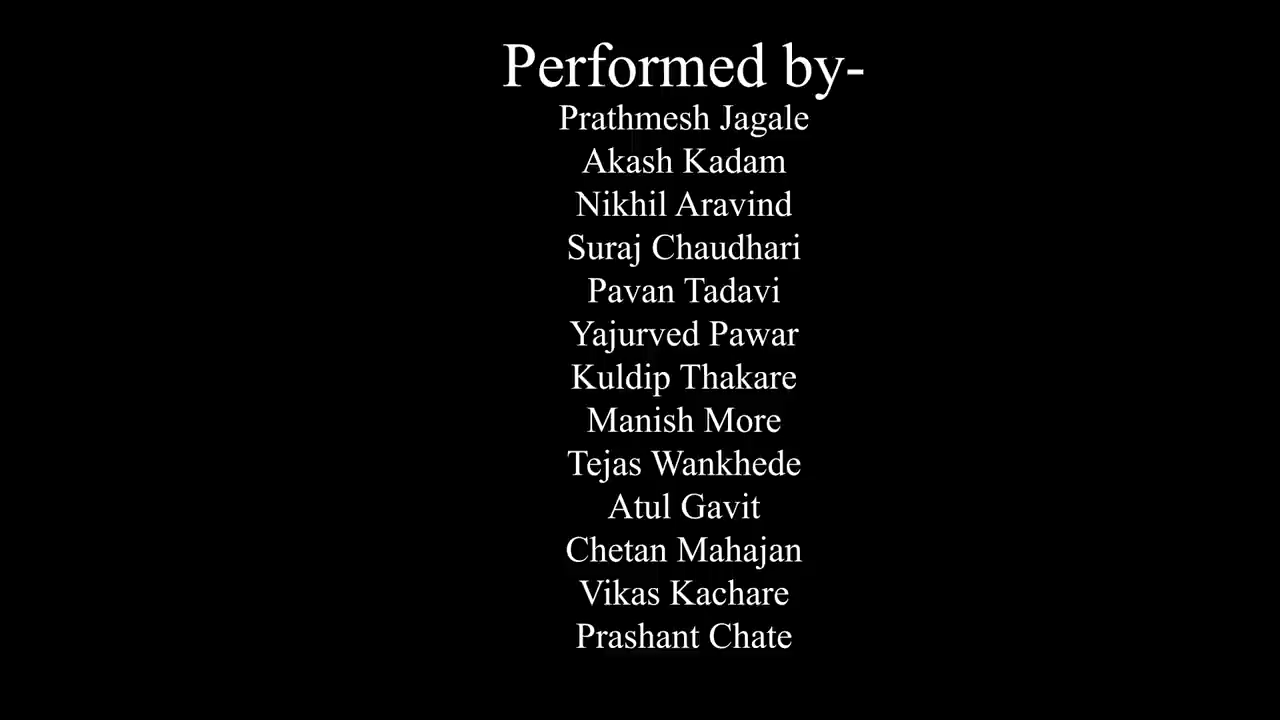 Performed by-
Prathmesh Jagale
Akash Kadam
Nikhil Aravind
Suraj Chaudhari
Pavan Tadavi
Yajurved Pawar
Kuldip Thakare
Manish More
Tejas Wankhede
Atul Gavit
Chetan Mahajan
Vikas Kachare
Prashant Chate